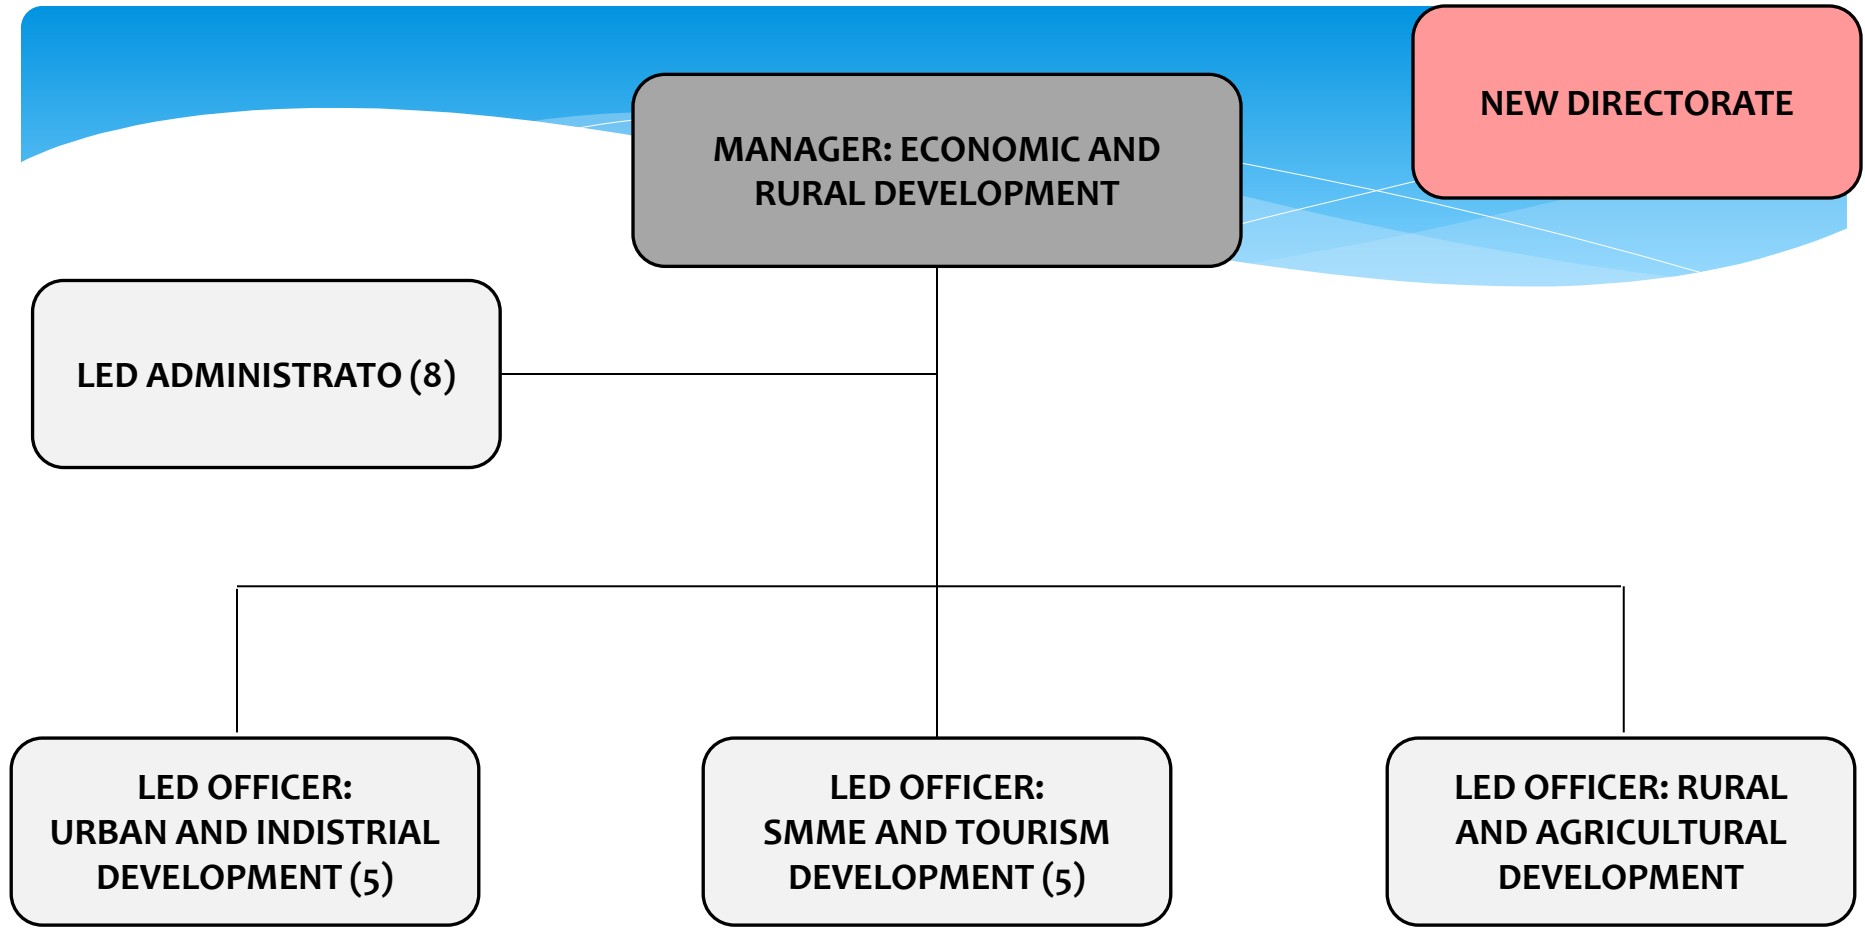 NEW DIRECTORATE
MANAGER: ECONOMIC AND
RURAL DEVELOPMENT
LED ADMINISTRATO (8)
LED OFFICER:
URBAN AND INDISTRIAL
DEVELOPMENT (5)
LED OFFICER:
SMME AND TOURISM
DEVELOPMENT (5)
LED OFFICER: RURAL
AND AGRICULTURAL
DEVELOPMENT